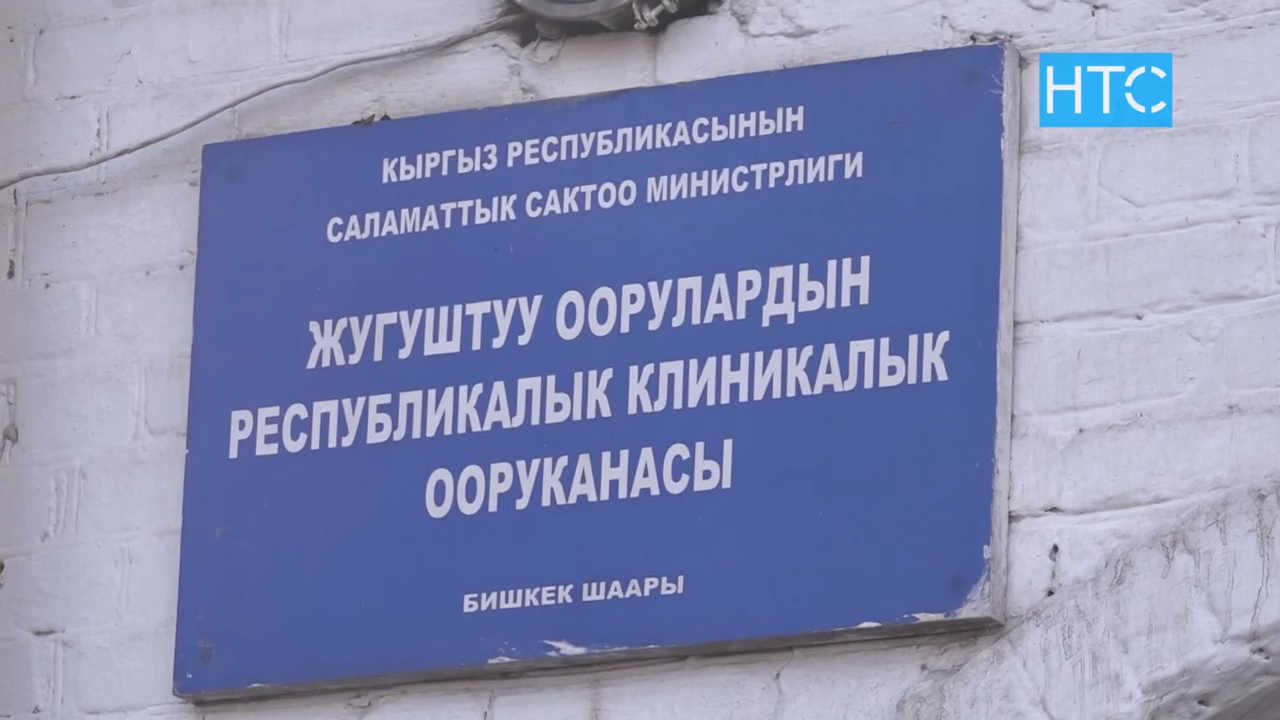 НТС
КЫРГЫЗ РЕСПУБЛИКАСЫНЫН
САЛАМАТТЫК САКТОО МИНИСТРЛИГИ
ЖУГУШТУУ ООРУЛАРДЫН
РЕСПУБЛИКАЛЫК КЛИНИКАЛЫК
ООРУКАНАСЫ
БИШКЕК ШААРЫ